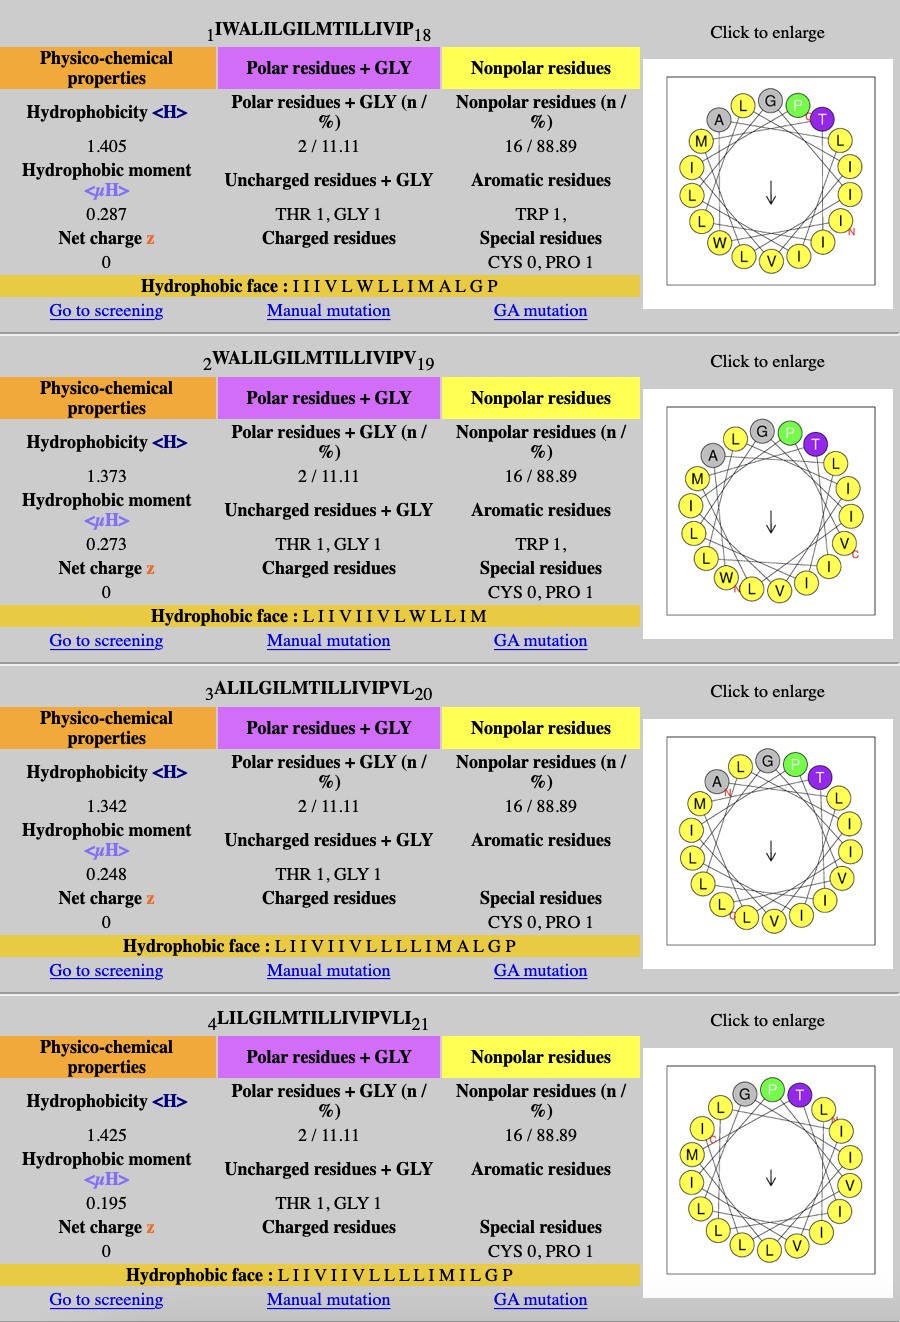 1IWALILGILMTILLIVIP18
Click to enlarge
Physico-chemical properties
Polar residues + GLY
Nonpolar residues
Hydrophobicity <H>
Polar residues + GLY (n / %)
Nonpolar residues (n / %)
1.405
2 / 11.11
16 / 88.89
Hydrophobic moment <μH>
Uncharged residues + GLY
Aromatic residues
0.287
THR 1, GLY 1
TRP 1,
Net charge z
Charged residues
Special residues
0
CYS 0, PRO 1
Hydrophobic face : I I I V L W L L I M A L G P
Go to screening
Manual mutation
GA mutation
G P T L I I I I I V L W L L I M A L
C
N
2WALILGILMTILLIVIPV19
Click to enlarge
Physico-chemical properties
Polar residues + GLY
Nonpolar residues
Hydrophobicity <H>
Polar residues + GLY (n / %)
Nonpolar residues (n / %)
1.373
2 / 11.11
16 / 88.89
Hydrophobic moment <μH>
Uncharged residues + GLY
Aromatic residues
0.273
THR 1, GLY 1
TRP 1,
Net charge z
Charged residues
Special residues
0
CYS 0, PRO 1
Hydrophobic face : L I I V I I V L W L L I M
Go to screening
Manual mutation
GA mutation
G P T L I I V I I V L W L L I M A L
C
N
3ALILGILMTILLIVIPVL20
Click to enlarge
Physico-chemical properties
Polar residues + GLY
Nonpolar residues
Hydrophobicity <H>
Polar residues + GLY (n / %)
Nonpolar residues (n / %)
1.342
2 / 11.11
16 / 88.89
Hydrophobic moment <μH>
Uncharged residues + GLY
Aromatic residues
0.248
THR 1, GLY 1
Net charge z
Charged residues
Special residues
0
CYS 0, PRO 1
Hydrophobic face : L I I V I I V L L L L I M A L G P
Go to screening
Manual mutation
GA mutation
G P T L I I V I I V L L L L I M A L
N
C
4LILGILMTILLIVIPVLI21
Click to enlarge
Physico-chemical properties
Polar residues + GLY
Nonpolar residues
Hydrophobicity <H>
Polar residues + GLY (n / %)
Nonpolar residues (n / %)
1.425
2 / 11.11
16 / 88.89
Hydrophobic moment <μH>
Uncharged residues + GLY
Aromatic residues
0.195
THR 1, GLY 1
Net charge z
Charged residues
Special residues
0
CYS 0, PRO 1
Hydrophobic face : L I I V I I V L L L L I M I L G P
Go to screening
Manual mutation
GA mutation
G P T L I I V I I V L L L L I M I L
N
C